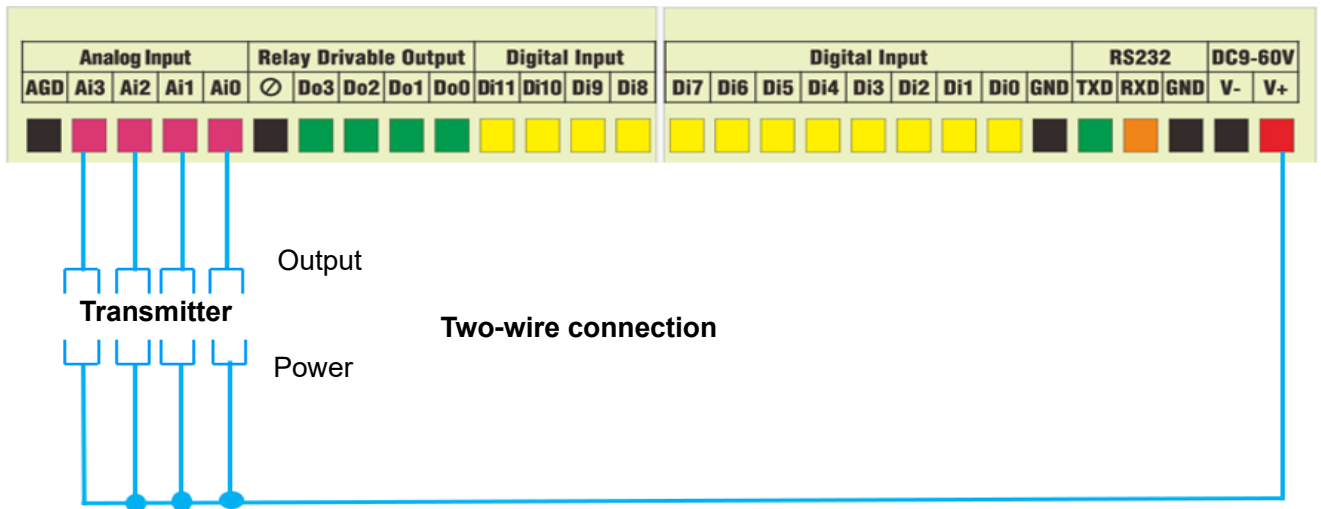 Analog Input Relay Drivable Output Digital Input Digital Input RS232 DC9-60V
AGD Ai3 Ai2 Ai1 Ai0 ∅ Do3 Do2 Do1 Do0 Di11 Di10 Di9 Di8 Di7 Di6 Di5 Di4 Di3 Di2 Di1 Di0 GND TXD RXD GND V- V+
Output
Transmitter
Two-wire connection
Power